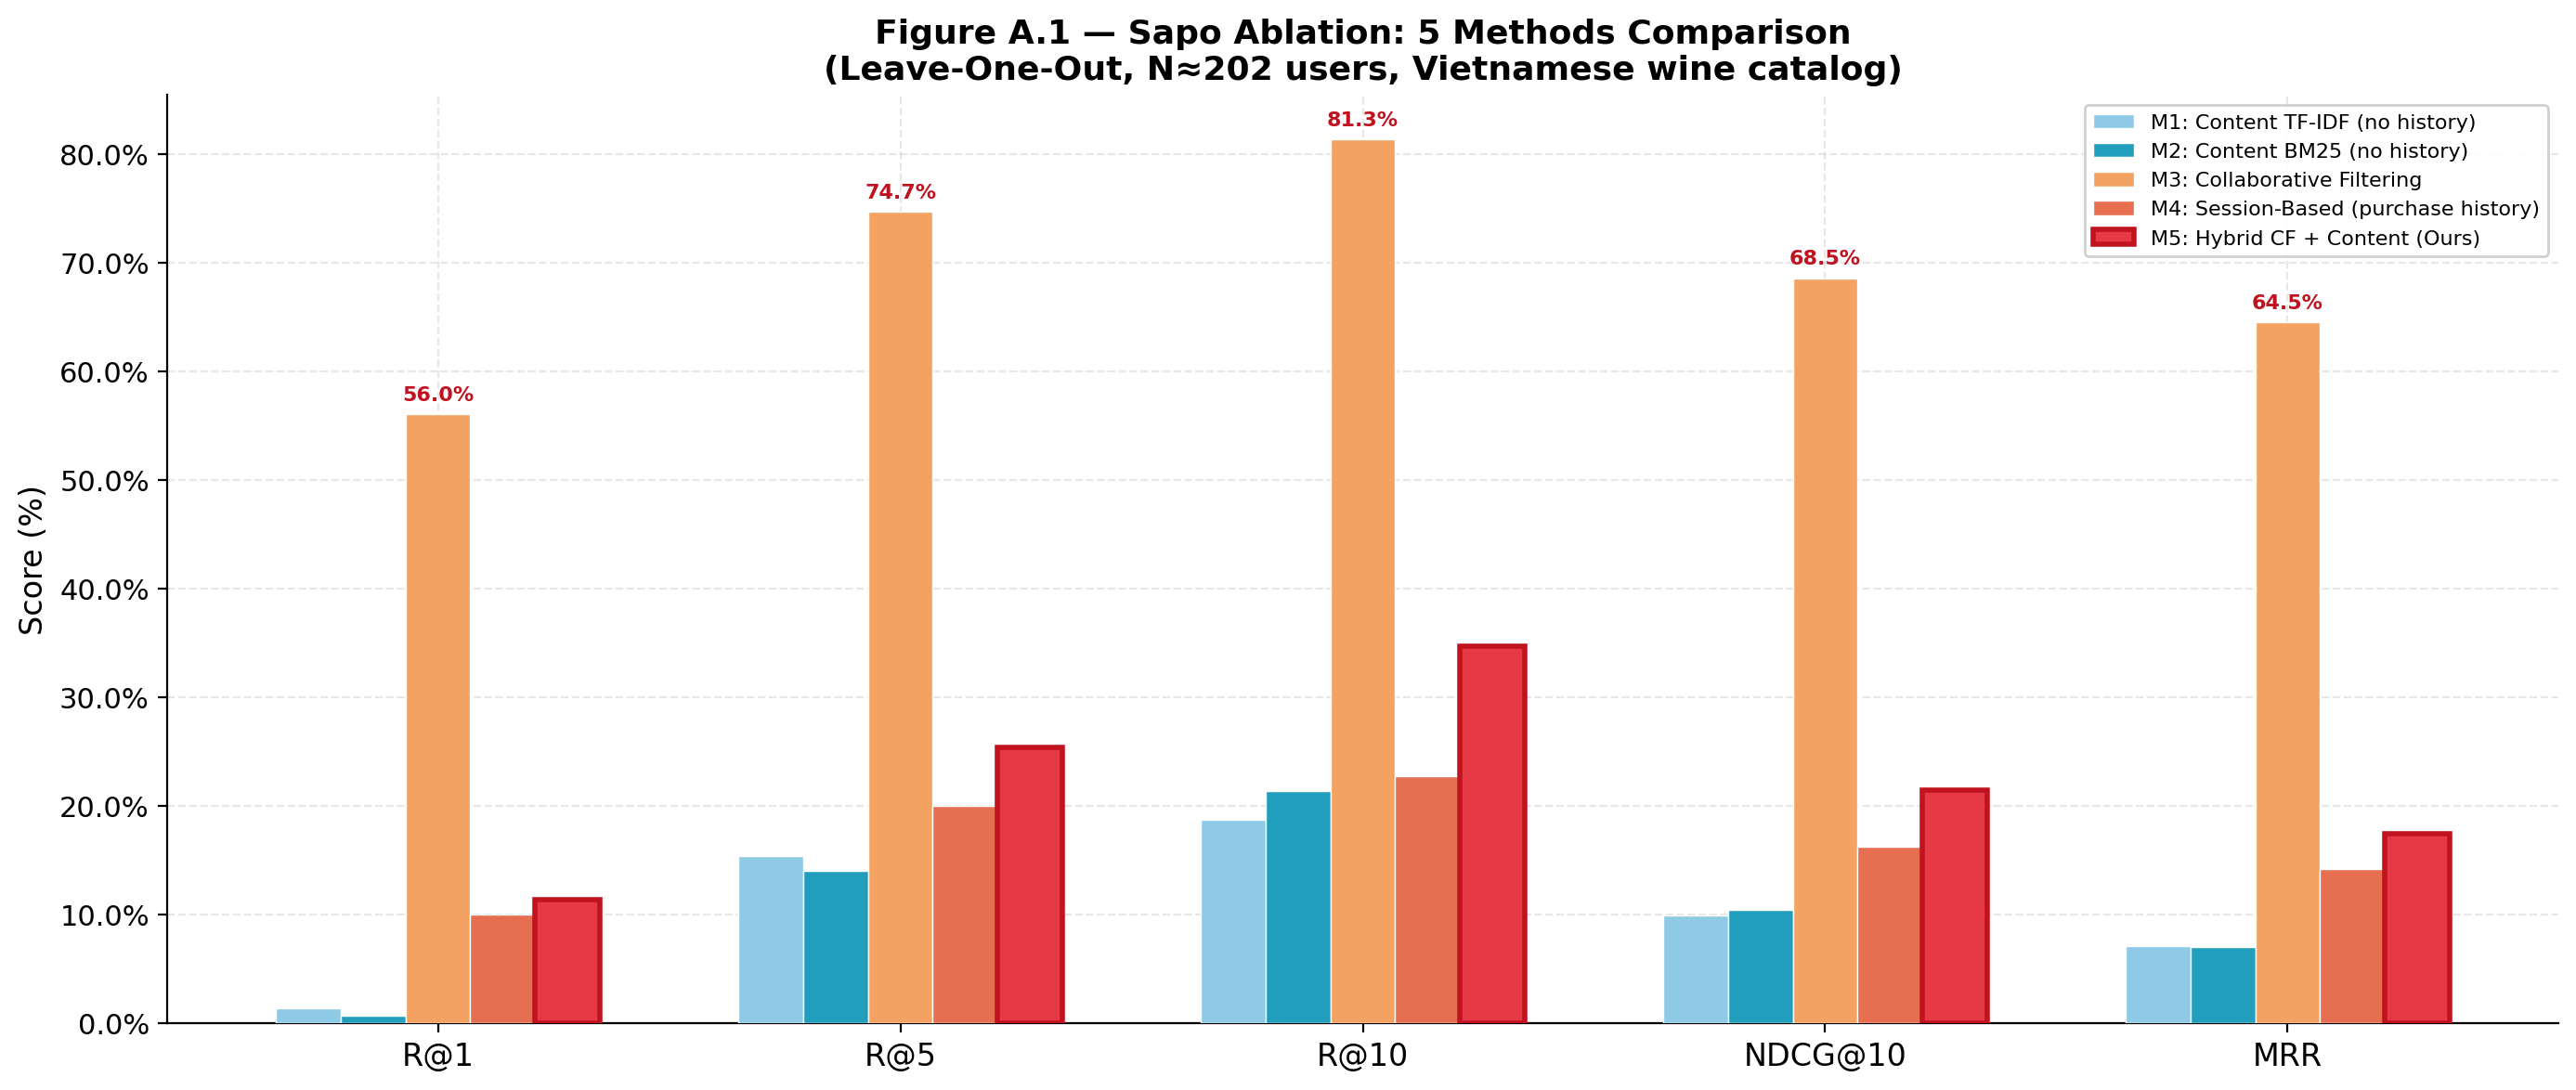 Figure A.1 — Sapo Ablation: 5 Methods Comparison
(Leave-One-Out, N≈202 users, Vietnamese wine catalog)
M1: Content TF-IDF (no history)
M2: Content BM25 (no history)
M3: Collaborative Filtering
M4: Session-Based (purchase history)
M5: Hybrid CF + Content (Ours)
Score (%)
80.0%
70.0%
60.0%
50.0%
40.0%
30.0%
20.0%
10.0%
0.0%
56.0%
74.7%
81.3%
68.5%
64.5%
R@1
R@5
R@10
NDCG@10
MRR